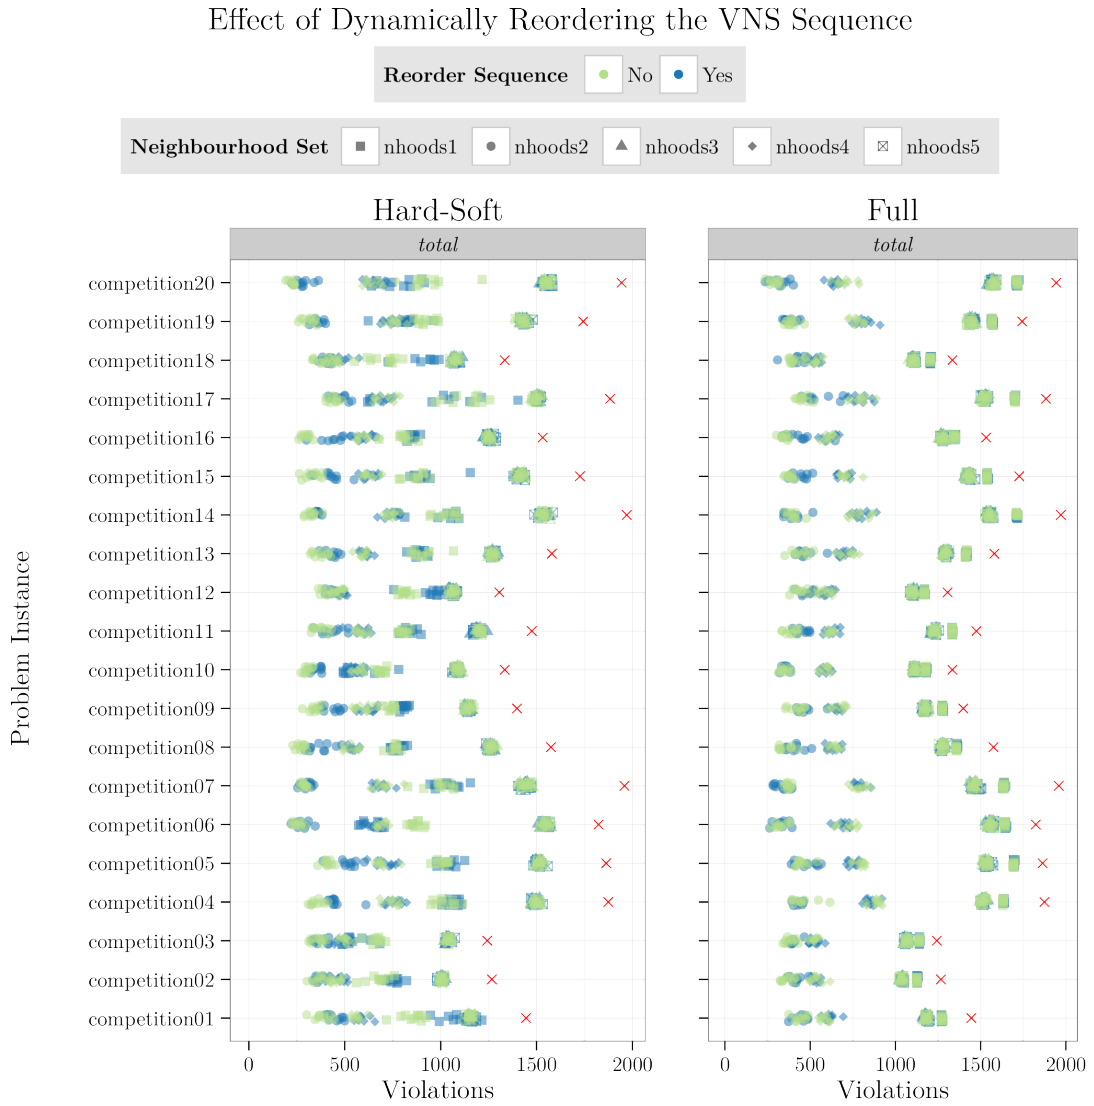 Effect of Dynamically Reordering the VNS Sequence
Reorder Sequence No Yes
Neighbourhood Set nhoods1 nhoods2 nhoods3 nhoods4 nhoods5
Hard-Soft Full
total total
Problem Instance
competition20
competition19
competition18
competition17
competition16
competition15
competition14
competition13
competition12
competition11
competition10
competition09
competition08
competition07
competition06
competition05
competition04
competition03
competition02
competition01
0 500 1000 1500 2000 0 500 1000 1500 2000
Violations Violations